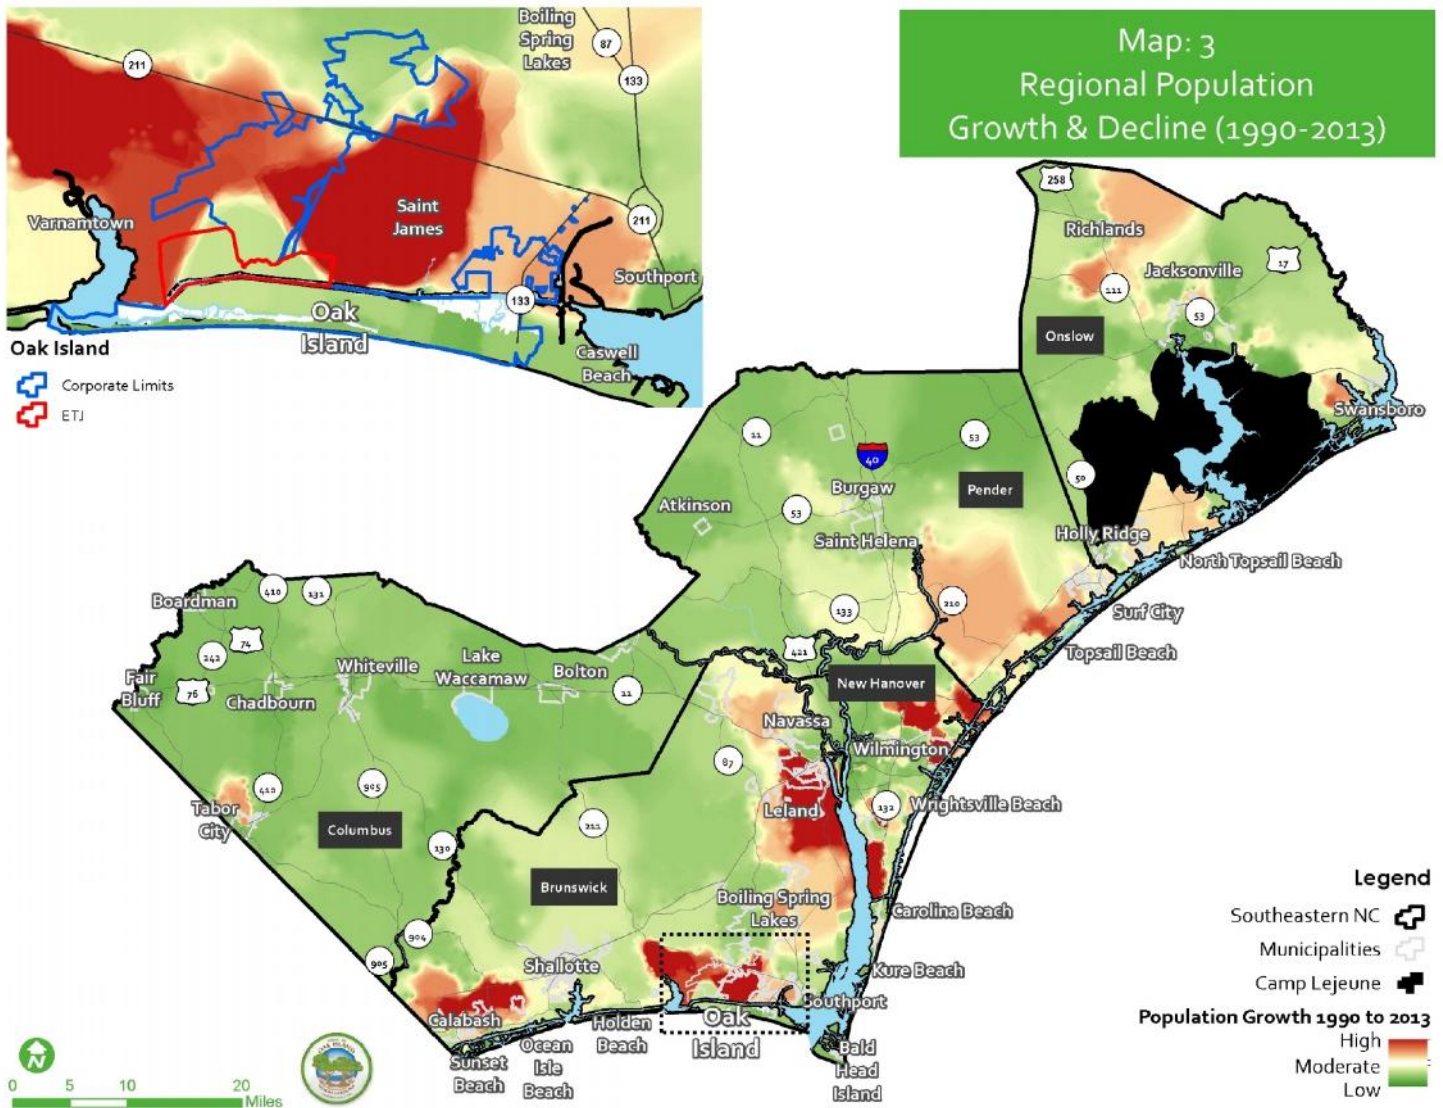 Map: 3
Regional Population
Growth & Decline (1990-2013)
Boiling
Spring
Lakes
87
133
211
Saint
James
Varnamtown
211
Southport
133
Oak
Island
Caswell
Beach
Oak Island
Corporate Limits
ETJ
258
Richlands
17
Jacksonville
111
53
Onslow
Swansboro
11
53
40
50
Burgaw
Pender
Atkinson
53
Saint Helena
Holly Ridge
North Topsail Beach
133
210
Surf City
Topsail Beach
421
Boardman
410
131
74
242
Whiteville
Lake
Waccamaw
Bolton
Fair
Bluff
76
Chadbourn
11
New Hanover
Navassa
Wilmington
87
410
905
Tabor
City
Columbus
Leland
132
Wrightsville Beach
211
130
Brunswick
Boiling Spring
Lakes
Carolina Beach
904
905
Shallotte
Kure Beach
Southport
Calabash
Holden
Beach
Oak
Island
Ocean
Isle
Beach
Sunset
Beach
Bald
Head
Island
Legend
Southeastern NC
Municipalities
Camp Lejeune
Population Growth 1990 to 2013
High
Moderate
Low
N
0 5 10 20
Miles